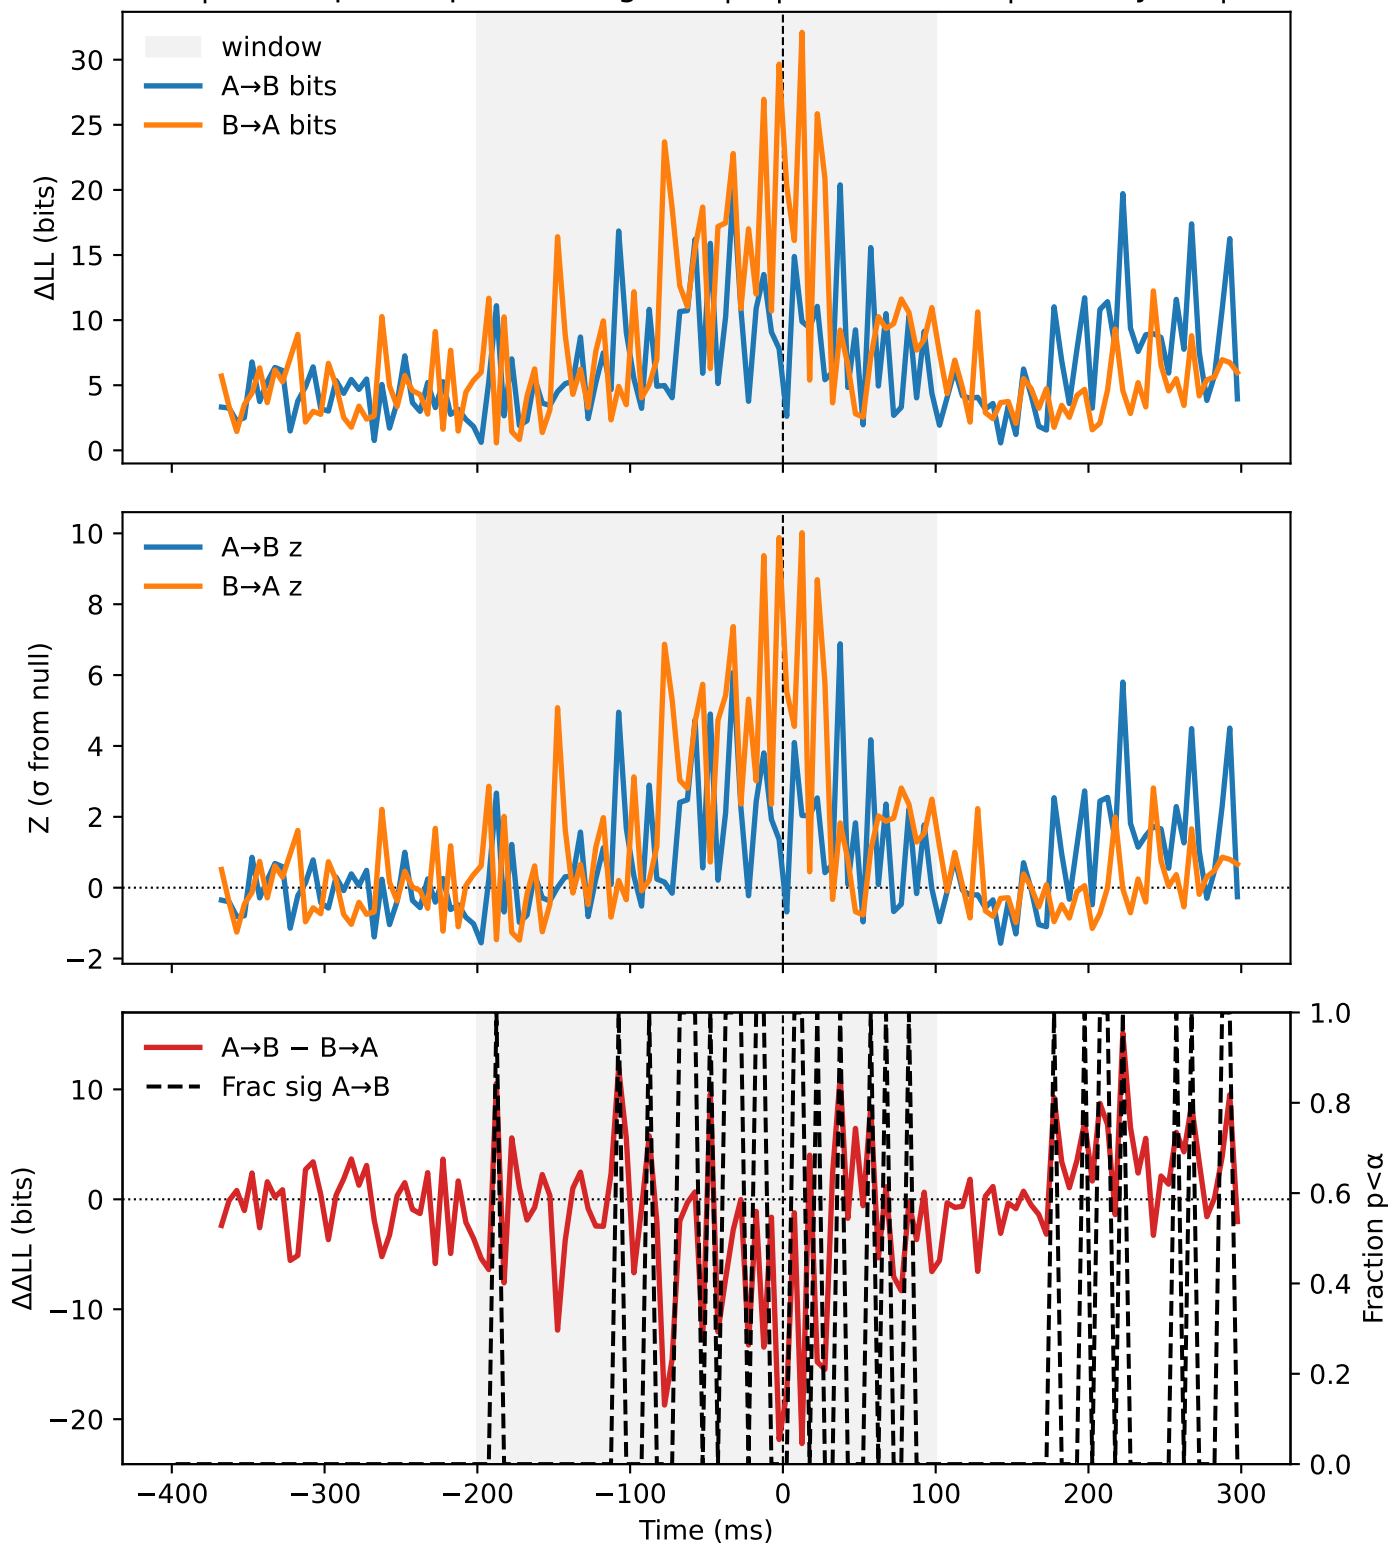 window
A→B bits
B→A bits
ΔLL (bits)
30
25
20
15
10
5
0
A→B z
B→A z
Z (σ from null)
10
8
6
4
2
0
−2
A→B − B→A
Frac sig A→B
ΔΔLL (bits)
10
0
−10
−20
1.0
0.8
0.6
0.4
0.2
0.0
Fraction p<α
−400 −300 −200 −100 0 100 200 300
Time (ms)